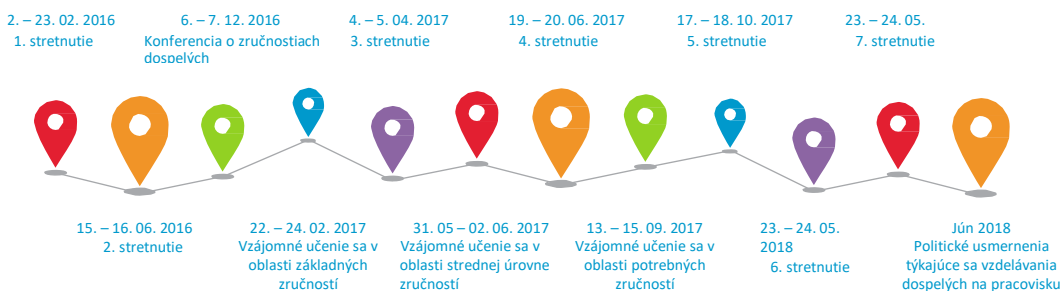 2. – 23. 02. 2016
1. stretnutie
6. – 7. 12. 2016
Konferencia o zručnostiach
dospelých
4. – 5. 04. 2017
3. stretnutie
19. – 20. 06. 2017
4. stretnutie
17. – 18. 10. 2017
5. stretnutie
23. – 24. 05.
7. stretnutie
15. – 16. 06. 2016
2. stretnutie
22. – 24. 02. 2017
Vzájomné učenie sa v
oblasti základných
zručností
31. 05 – 02. 06. 2017
Vzájomné učenie sa v
oblasti strednej úrovne
zručností
13. – 15. 09. 2017
Vzájomné učenie sa v
oblasti potrebných
zručností
23. – 24. 05.
2018
6. stretnutie
Jún 2018
Politické usmernenia
týkajúce sa vzdelávania
dospelých na pracovisku